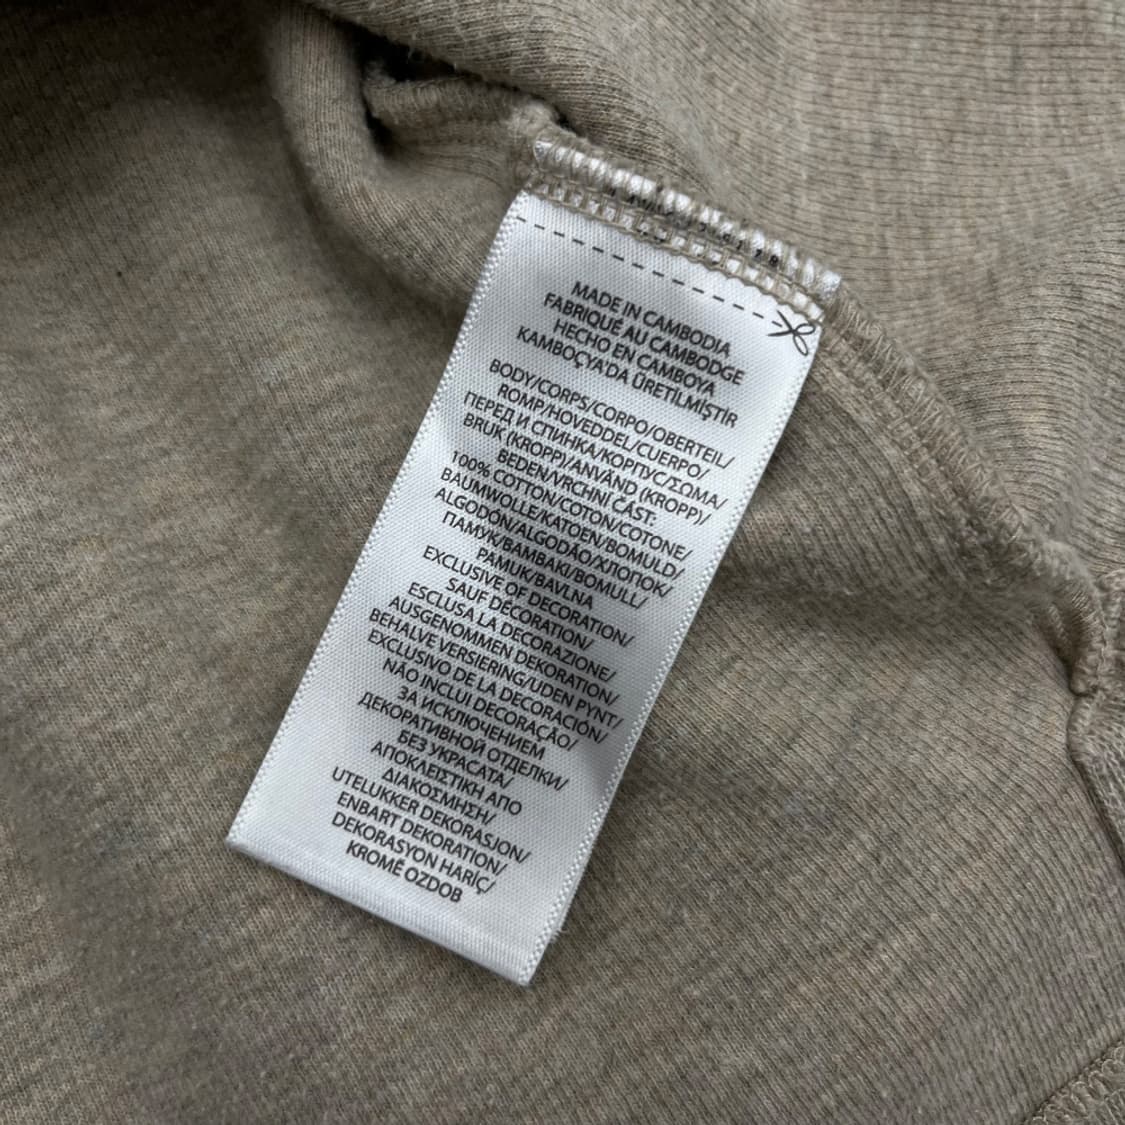 MADE IN CAMBODIA
FABRIQUÉ AU CAMBODGE
HECHO EN CAMBOYA
KAMBOÇYA'DA ÜRETİLMİŞTİR
BODY/CORPS/CORPO/OBERTEIL/
ROMP/HOVEDDEL/CUERPO/
ПЕРЕД И СПИНКА/КОРПУС/ΣΩΜΑ/
BRUK (KROPP)/ANVÄND (KROPP)/
BEDEN/VRCHNÍ ČÁST:
100% COTTON/COTON/COTONE/
BAUMWOLLE/KATOEN/BOMULD/
ALGODÓN/ALGODÃO/ХЛОПОК/
ПАМУК/ΒΑΜΒΑΚΙ/BOMULL/
PAMUK/BAVLNA
EXCLUSIVE OF DECORATION/
SAUF DÉCORATION/
ESCLUSA LA DECORAZIONE/
AUSGENOMMEN DEKORATION/
BEHALVE VERSIERING/UDEN PYNT/
EXCLUSIVO DE LA DECORACIÓN/
NÃO INCLUI DECORAÇÃO/
ЗА ИСКЛЮЧЕНИЕМ
ДЕКОРАТИВНОЙ ОТДЕЛКИ/
БЕЗ УКРАСАТА/
ΑΠΟΚΛΕΙΣΤΙΚΗ ΑΠΟ
ΔΙΑΚΟΣΜΗΣΗ/
UTELUKKER DEKORASJON/
ENBART DEKORATION/
DEKORASYON HARİÇ/
KROMĚ OZDOB